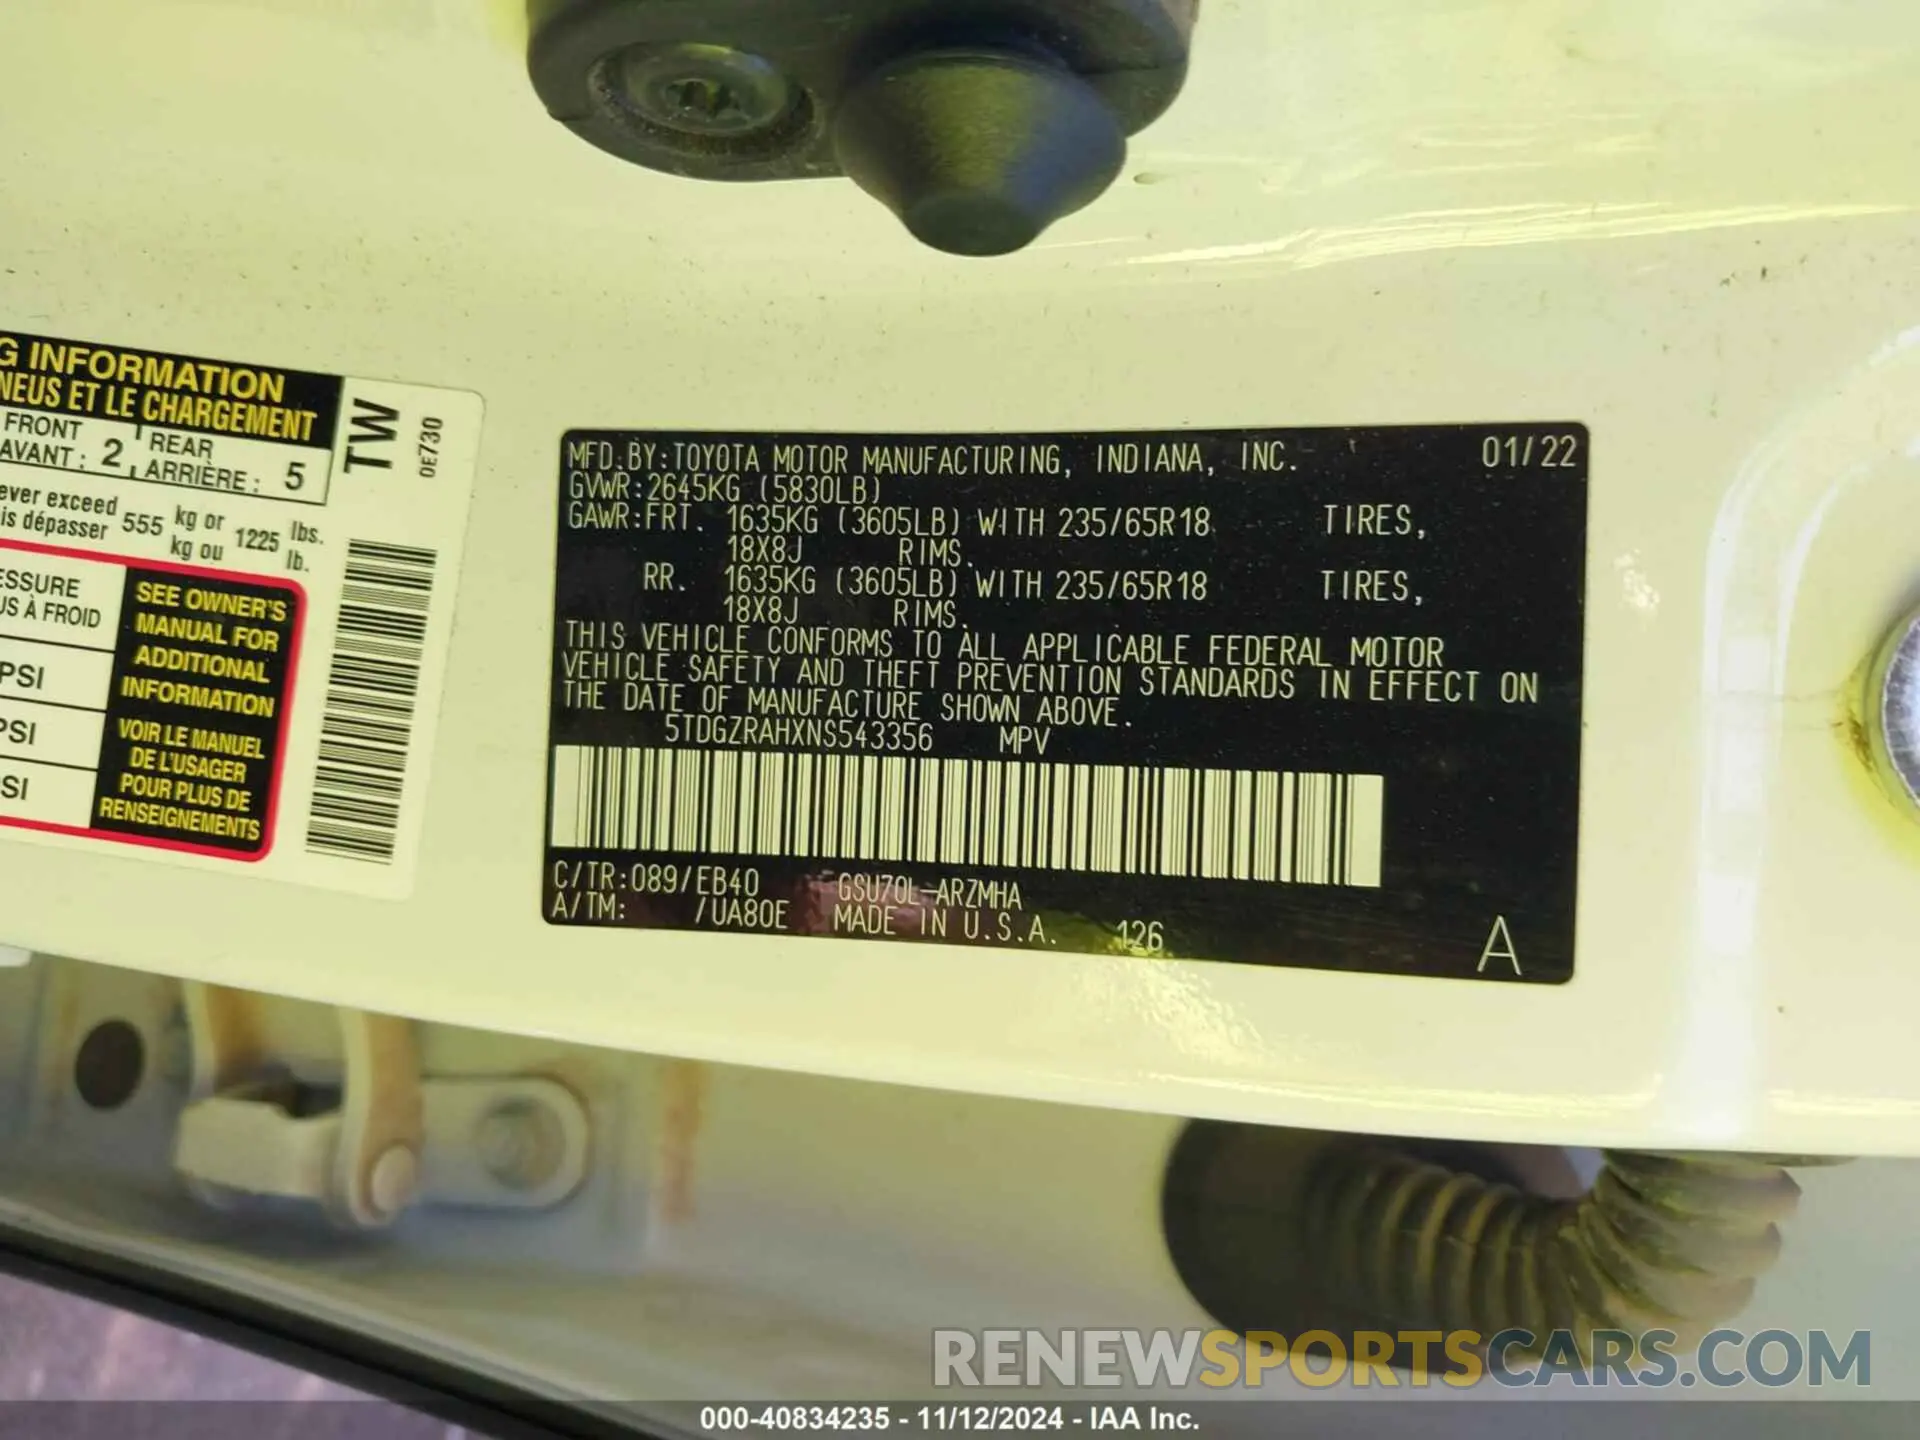 G INFORMATION
NEUS ET LE CHARGEMENT
FRONT
AVANT : 2
REAR
ARRIÈRE : 5
ever exceed
is dépasser 555 kg or 1225 lbs.
kg ou lb.
ESSURE
US À FROID
PSI
PSI
SI
SEE OWNER'S
MANUAL FOR
ADDITIONAL
INFORMATION
VOIR LE MANUEL
DE L'USAGER
POUR PLUS DE
RENSEIGNEMENTS
TW
0E730
MFD.BY:TOYOTA MOTOR MANUFACTURING, INDIANA, INC. 01/22
GVWR:2645KG (5830LB)
GAWR:FRT. 1635KG (3605LB) WITH 235/65R18 TIRES,
18X8J RIMS.
RR. 1635KG (3605LB) WITH 235/65R18 TIRES,
18X8J RIMS.
THIS VEHICLE CONFORMS TO ALL APPLICABLE FEDERAL MOTOR
VEHICLE SAFETY AND THEFT PREVENTION STANDARDS IN EFFECT ON
THE DATE OF MANUFACTURE SHOWN ABOVE.
5TDGZRAHXNS543356 MPV
C/TR:089/EB40 GSU70L-ARZMHA
A/TM: /UA80E MADE IN U.S.A. 126
A
RENEWSPORTSCARS.COM
000-40834235 - 11/12/2024 - IAA Inc.